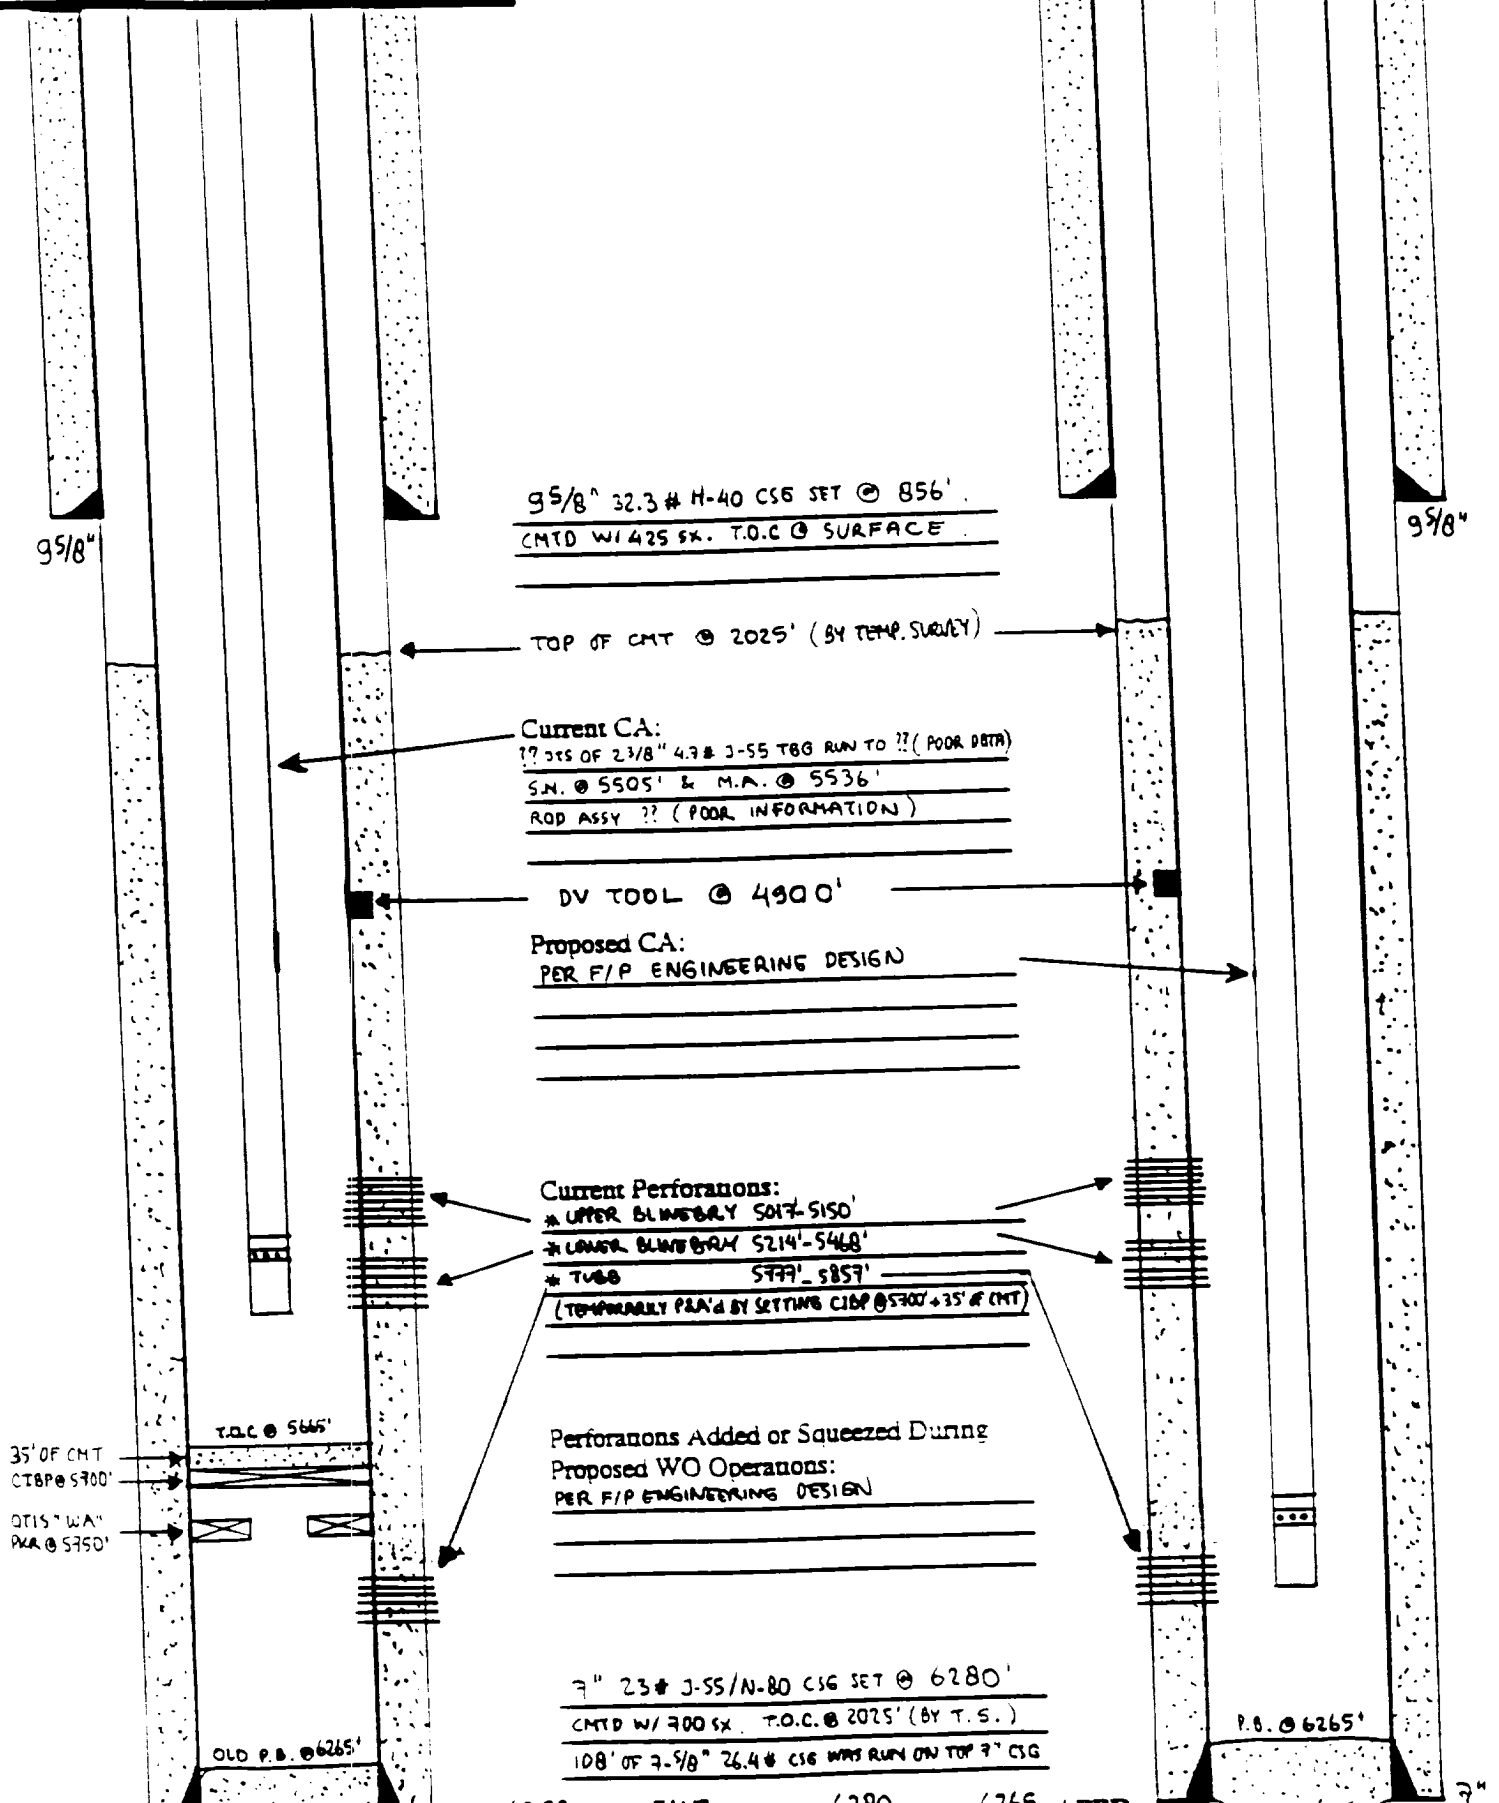 9 5/8" 32.3 # H-40 CSG SET @ 856'.
CMTD W/ 425 SX. T.O.C @ SURFACE.
9 5/8"
9 5/8"
TOP OF CMT @ 2025' (BY TEMP. SURVEY)
Current CA:
?? JTS OF 2 3/8" 4.7# J-55 TBG RUN TO ?? (POOR DATA)
S.N. @ 5505' & M.A. @ 5536'
ROD ASSY ?? (POOR INFORMATION)
DV TOOL @ 4900'
Proposed CA:
PER F/P ENGINEERING DESIGN
Current Perforations:
* UPPER BLINEBRY 5017'-5150'
* LOWER BLINEBRY 5214'-5468'
* TUBB 5777'-5857'
(TEMPORARILY P&A'd BY SETTING CIBP @ 5700' + 35' OF CMT)
T.O.C @ 5665'
35' OF CMT
CIBP @ 5700'
OTIS "WA"
PKR @ 5750'
Perforations Added or Squeezed During
Proposed WO Operations:
PER F/P ENGINEERING DESIGN
7" 23# J-55/N-80 CSG SET @ 6280'
CMTD W/ 700 SX. T.O.C. @ 2025' (BY T.S.)
108' OF 7-5/8" 26.4# CSG WAS RUN ON TOP 7" CSG
OLD P.B. @ 6265'
P.B. @ 6265'
7"